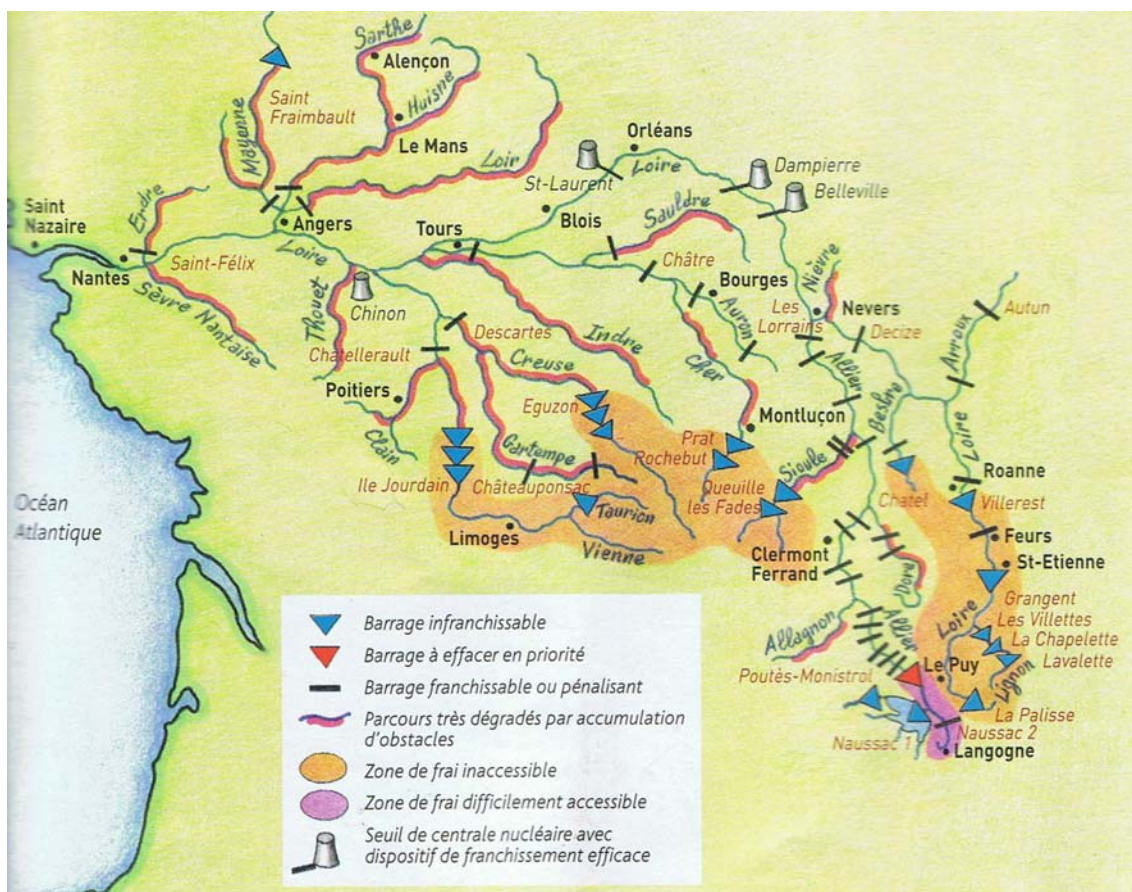 Sarthe
Alençon
Saint
Fraimbault
Huisne
Mayenne
Le Mans
Orléans
Loir
Loire
Dampierre
St-Laurent
Belleville
Erdre
Saint
Nazaire
Angers
Blois
Sauldre
Tours
Loire
Châtre
Nantes
Saint-Félix
Bourges
Nièvre
Sèvre Nantaise
Thouet
Chinon
Auron
Les
Lorrains
Nevers
Decize
Autun
Arroux
Descartes
Indre
Châtellerault
Creuse
Cher
Allier
Besbre
Poitiers
Eguzon
Montluçon
Loire
Clain
Prat
Rochebut
Sioule
Roanne
Gartempe
Ile Jourdain
Châteauponsac
Queuille
les Fades
Chatel
Villerest
Océan
Atlantique
Taurion
Limoges
Vienne
Feurs
Clermont
Ferrand
St-Etienne
Dore
Grangent
Les Villettes
Loire
La Chapelette
Allagnon
Allier
Lavalette
Le Puy
Lignon
Poutès-Monistrol
La Palisse
Naussac 1
Naussac 2
Langogne
Barrage infranchissable
Barrage à effacer en priorité
Barrage franchissable ou pénalisant
Parcours très dégradés par accumulation
d'obstacles
Zone de frai inaccessible
Zone de frai difficilement accessible
Seuil de centrale nucléaire avec
dispositif de franchissement efficace